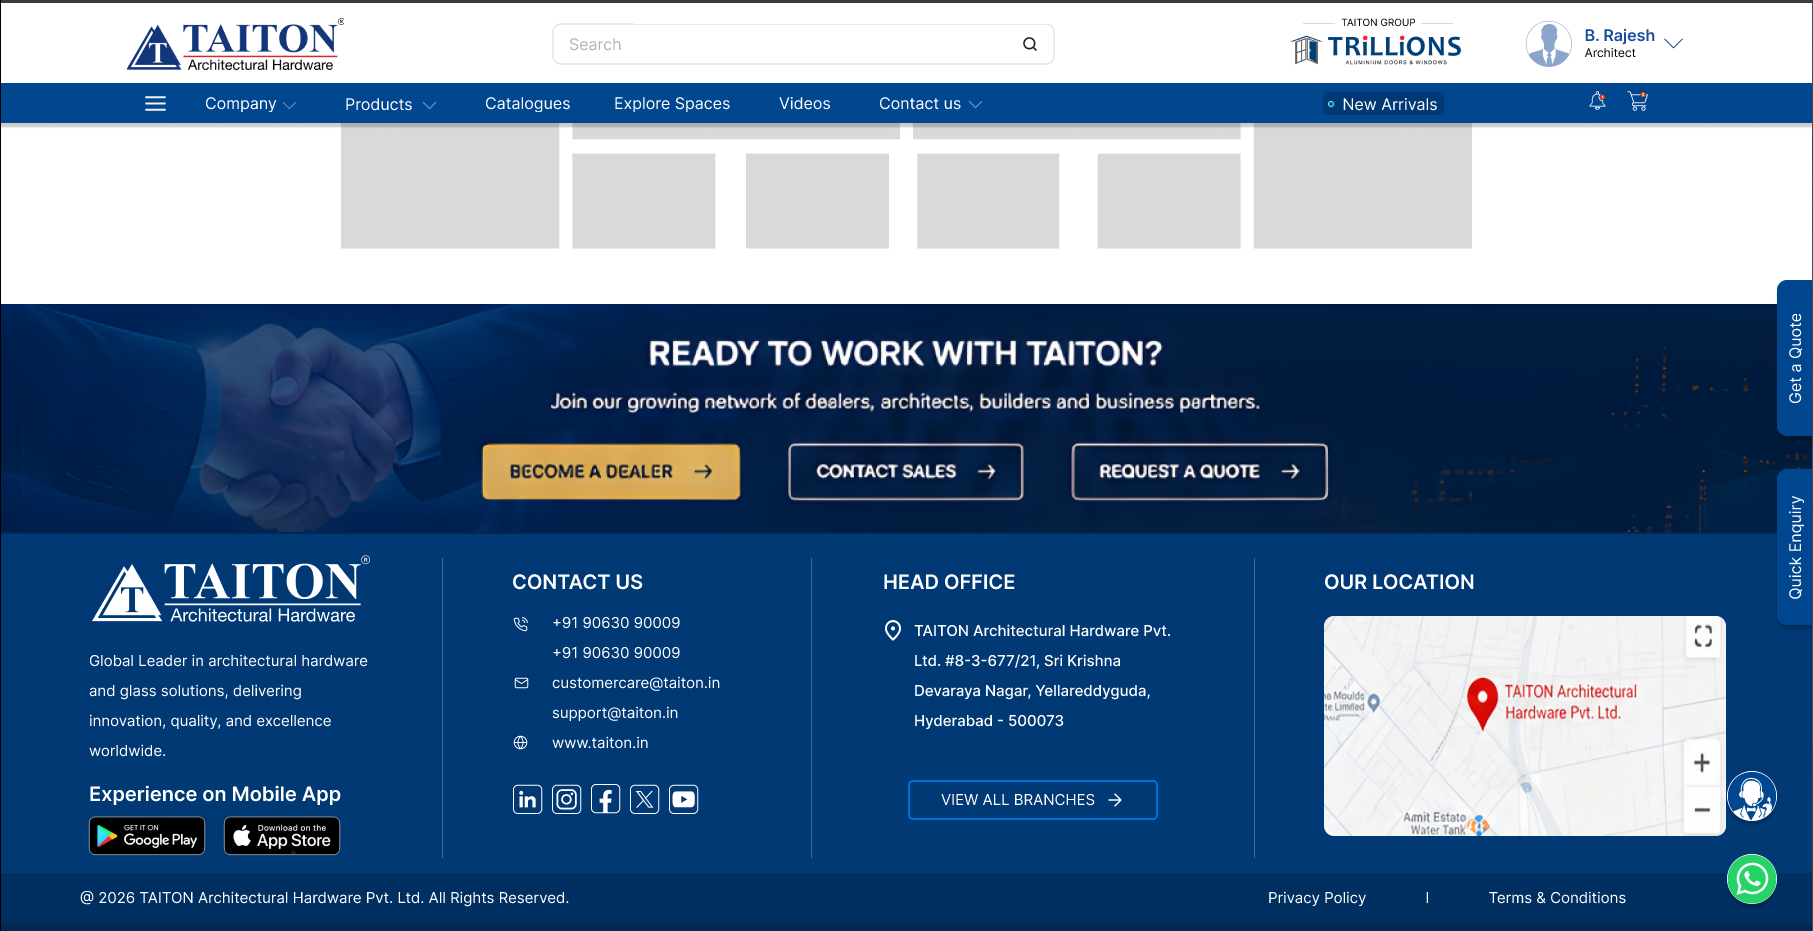 TAITON®
Architectural Hardware
Search
TAITON GROUP
TRiLLiONS
ALUMINIUM DOORS & WINDOWS
B. Rajesh
Architect
Company
Products
Catalogues
Explore Spaces
Videos
Contact us
New Arrivals
Get a Quote
READY TO WORK WITH TAITON?
Join our growing network of dealers, architects, builders and business partners.
BECOME A DEALER →
CONTACT SALES →
REQUEST A QUOTE →
Quick Enquiry
T TAITON®
Architectural Hardware
Global Leader in architectural hardware
and glass solutions, delivering
innovation, quality, and excellence
worldwide.
Experience on Mobile App
GET IT ON
Google Play
Download on the
App Store
CONTACT US
+91 90630 90009
+91 90630 90009
customercare@taiton.in
support@taiton.in
www.taiton.in
HEAD OFFICE
TAITON Architectural Hardware Pvt.
Ltd. #8-3-677/21, Sri Krishna
Devaraya Nagar, Yellareddyguda,
Hyderabad - 500073
VIEW ALL BRANCHES →
OUR LOCATION
TAITON Architectural
Hardware Pvt. Ltd.
Moulds
Limited
Estato
Water Tank
@ 2026 TAITON Architectural Hardware Pvt. Ltd. All Rights Reserved.
Privacy Policy
|
Terms & Conditions